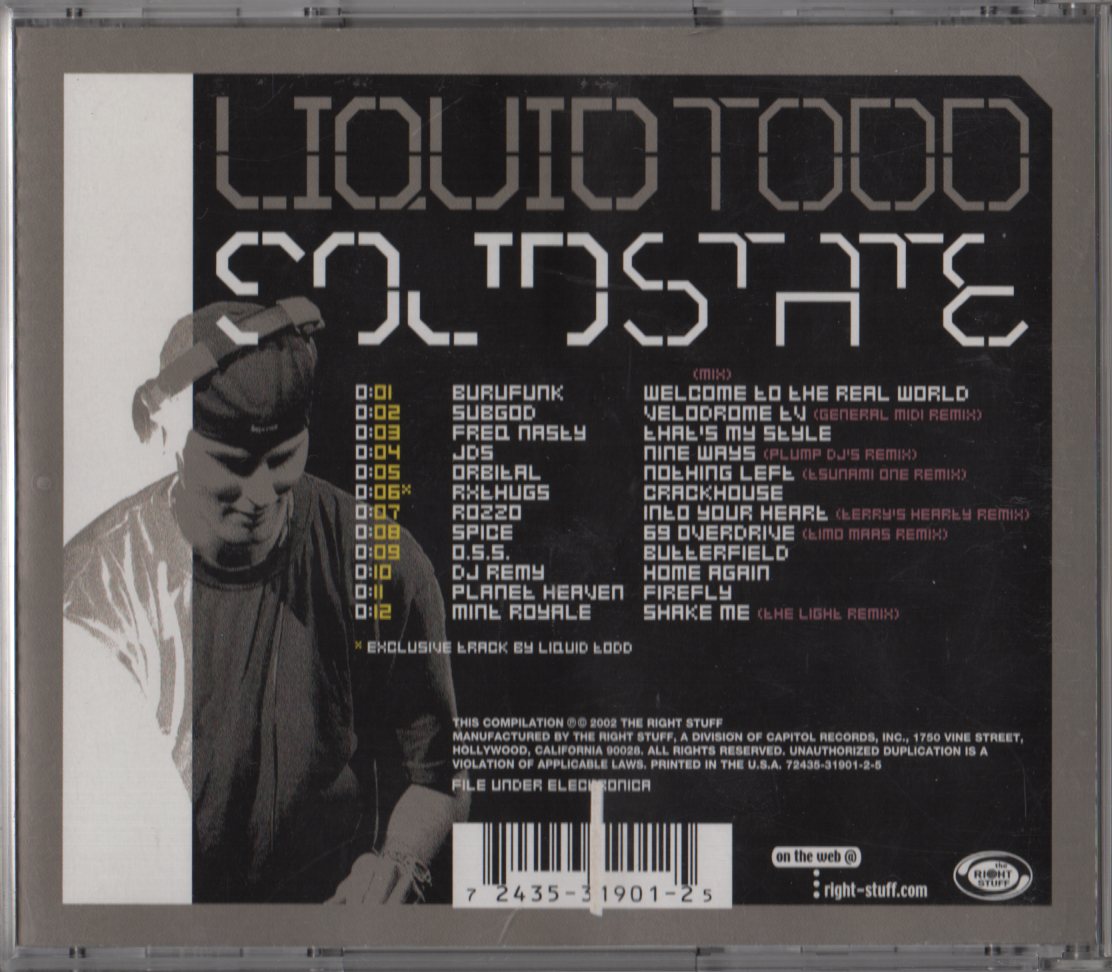 LIQUID TODD
SOLID STATE
(MIX)
0:01 BURUFUNK WELCOME TO THE REAL WORLD
0:02 SUBGOD VELODROME TV (GENERAL MIDI REMIX)
0:03 FREQ NASTY THAT'S MY STYLE
0:04 JDS NINE WAYS (PLUMP DJ'S REMIX)
0:05 ORBITAL NOTHING LEFT (TSUNAMI ONE REMIX)
0:06* RXTHUGS CRACKHOUSE
0:07 ROZZO INTO YOUR HEART (TERRY'S HEARTY REMIX)
0:08 SPICE 69 OVERDRIVE (TIMO MAAS REMIX)
0:09 O.S.S. BUTTERFIELD
0:10 DJ REMY HOME AGAIN
0:11 PLANET HEAVEN FIREFLY
0:12 MINT ROYALE SHAKE ME (THE LIGHT REMIX)
* EXCLUSIVE TRACK BY LIQUID TODD
THIS COMPILATION ℗© 2002 THE RIGHT STUFF
MANUFACTURED BY THE RIGHT STUFF, A DIVISION OF CAPITOL RECORDS, INC., 1750 VINE STREET,
HOLLYWOOD, CALIFORNIA 90028. ALL RIGHTS RESERVED. UNAUTHORIZED DUPLICATION IS A
VIOLATION OF APPLICABLE LAWS. PRINTED IN THE U.S.A. 72435-31901-2-5
FILE UNDER ELECTRONICA
7 2435-31901-2 5
on the web @
right-stuff.com
the RIGHT STUFF